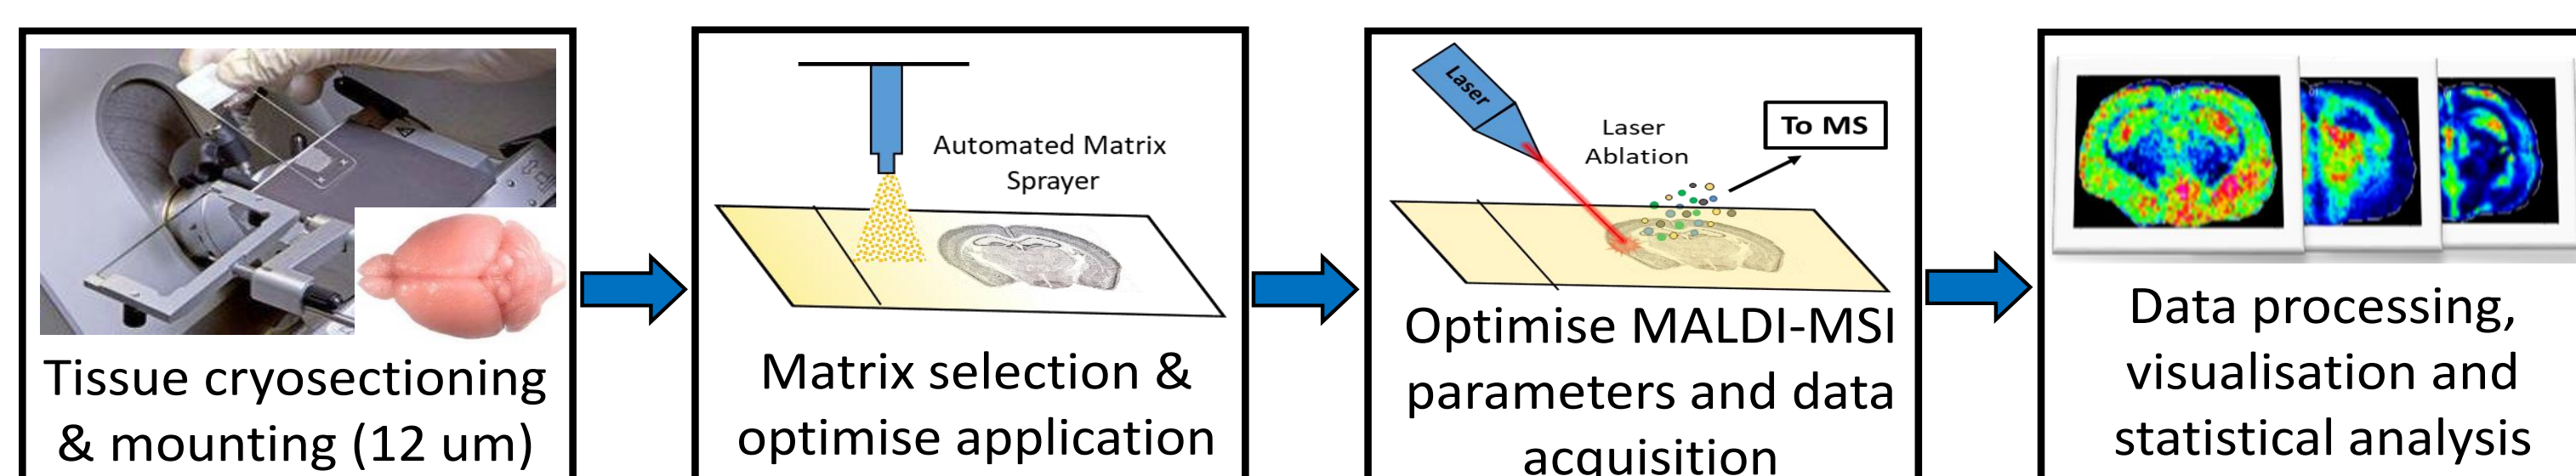 Tissue cryosectioning
& mounting (12 um)
Automated Matrix
Sprayer
Matrix selection &
optimise application
Laser
Laser
Ablation
To MS
Optimise MALDI-MSI
parameters and data
acquisition
Data processing,
visualisation and
statistical analysis